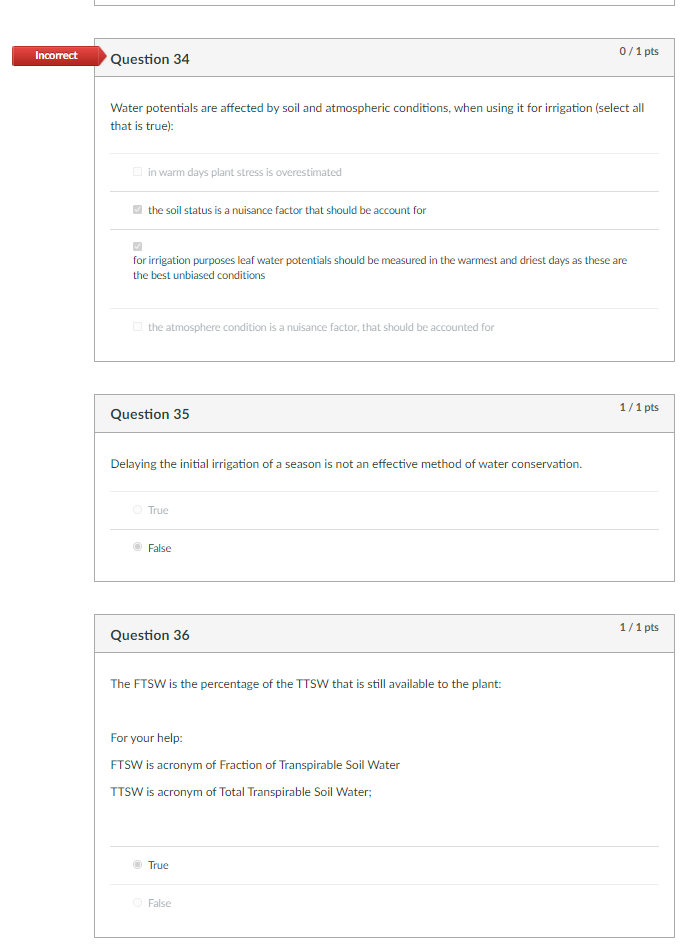 Incorrect
Question 34
0 / 1 pts
Water potentials are affected by soil and atmospheric conditions, when using it for irrigation (select all
that is true):
in warm days plant stress is overestimated
the soil status is a nuisance factor that should be account for
for irrigation purposes leaf water potentials should be measured in the warmest and driest days as these are
the best unbiased conditions
the atmosphere condition is a nuisance factor, that should be accounted for
Question 35
1 / 1 pts
Delaying the initial irrigation of a season is not an effective method of water conservation.
True
False
Question 36
1 / 1 pts
The FTSW is the percentage of the TTSW that is still available to the plant:
For your help:
FTSW is acronym of Fraction of Transpirable Soil Water
TTSW is acronym of Total Transpirable Soil Water;
True
False